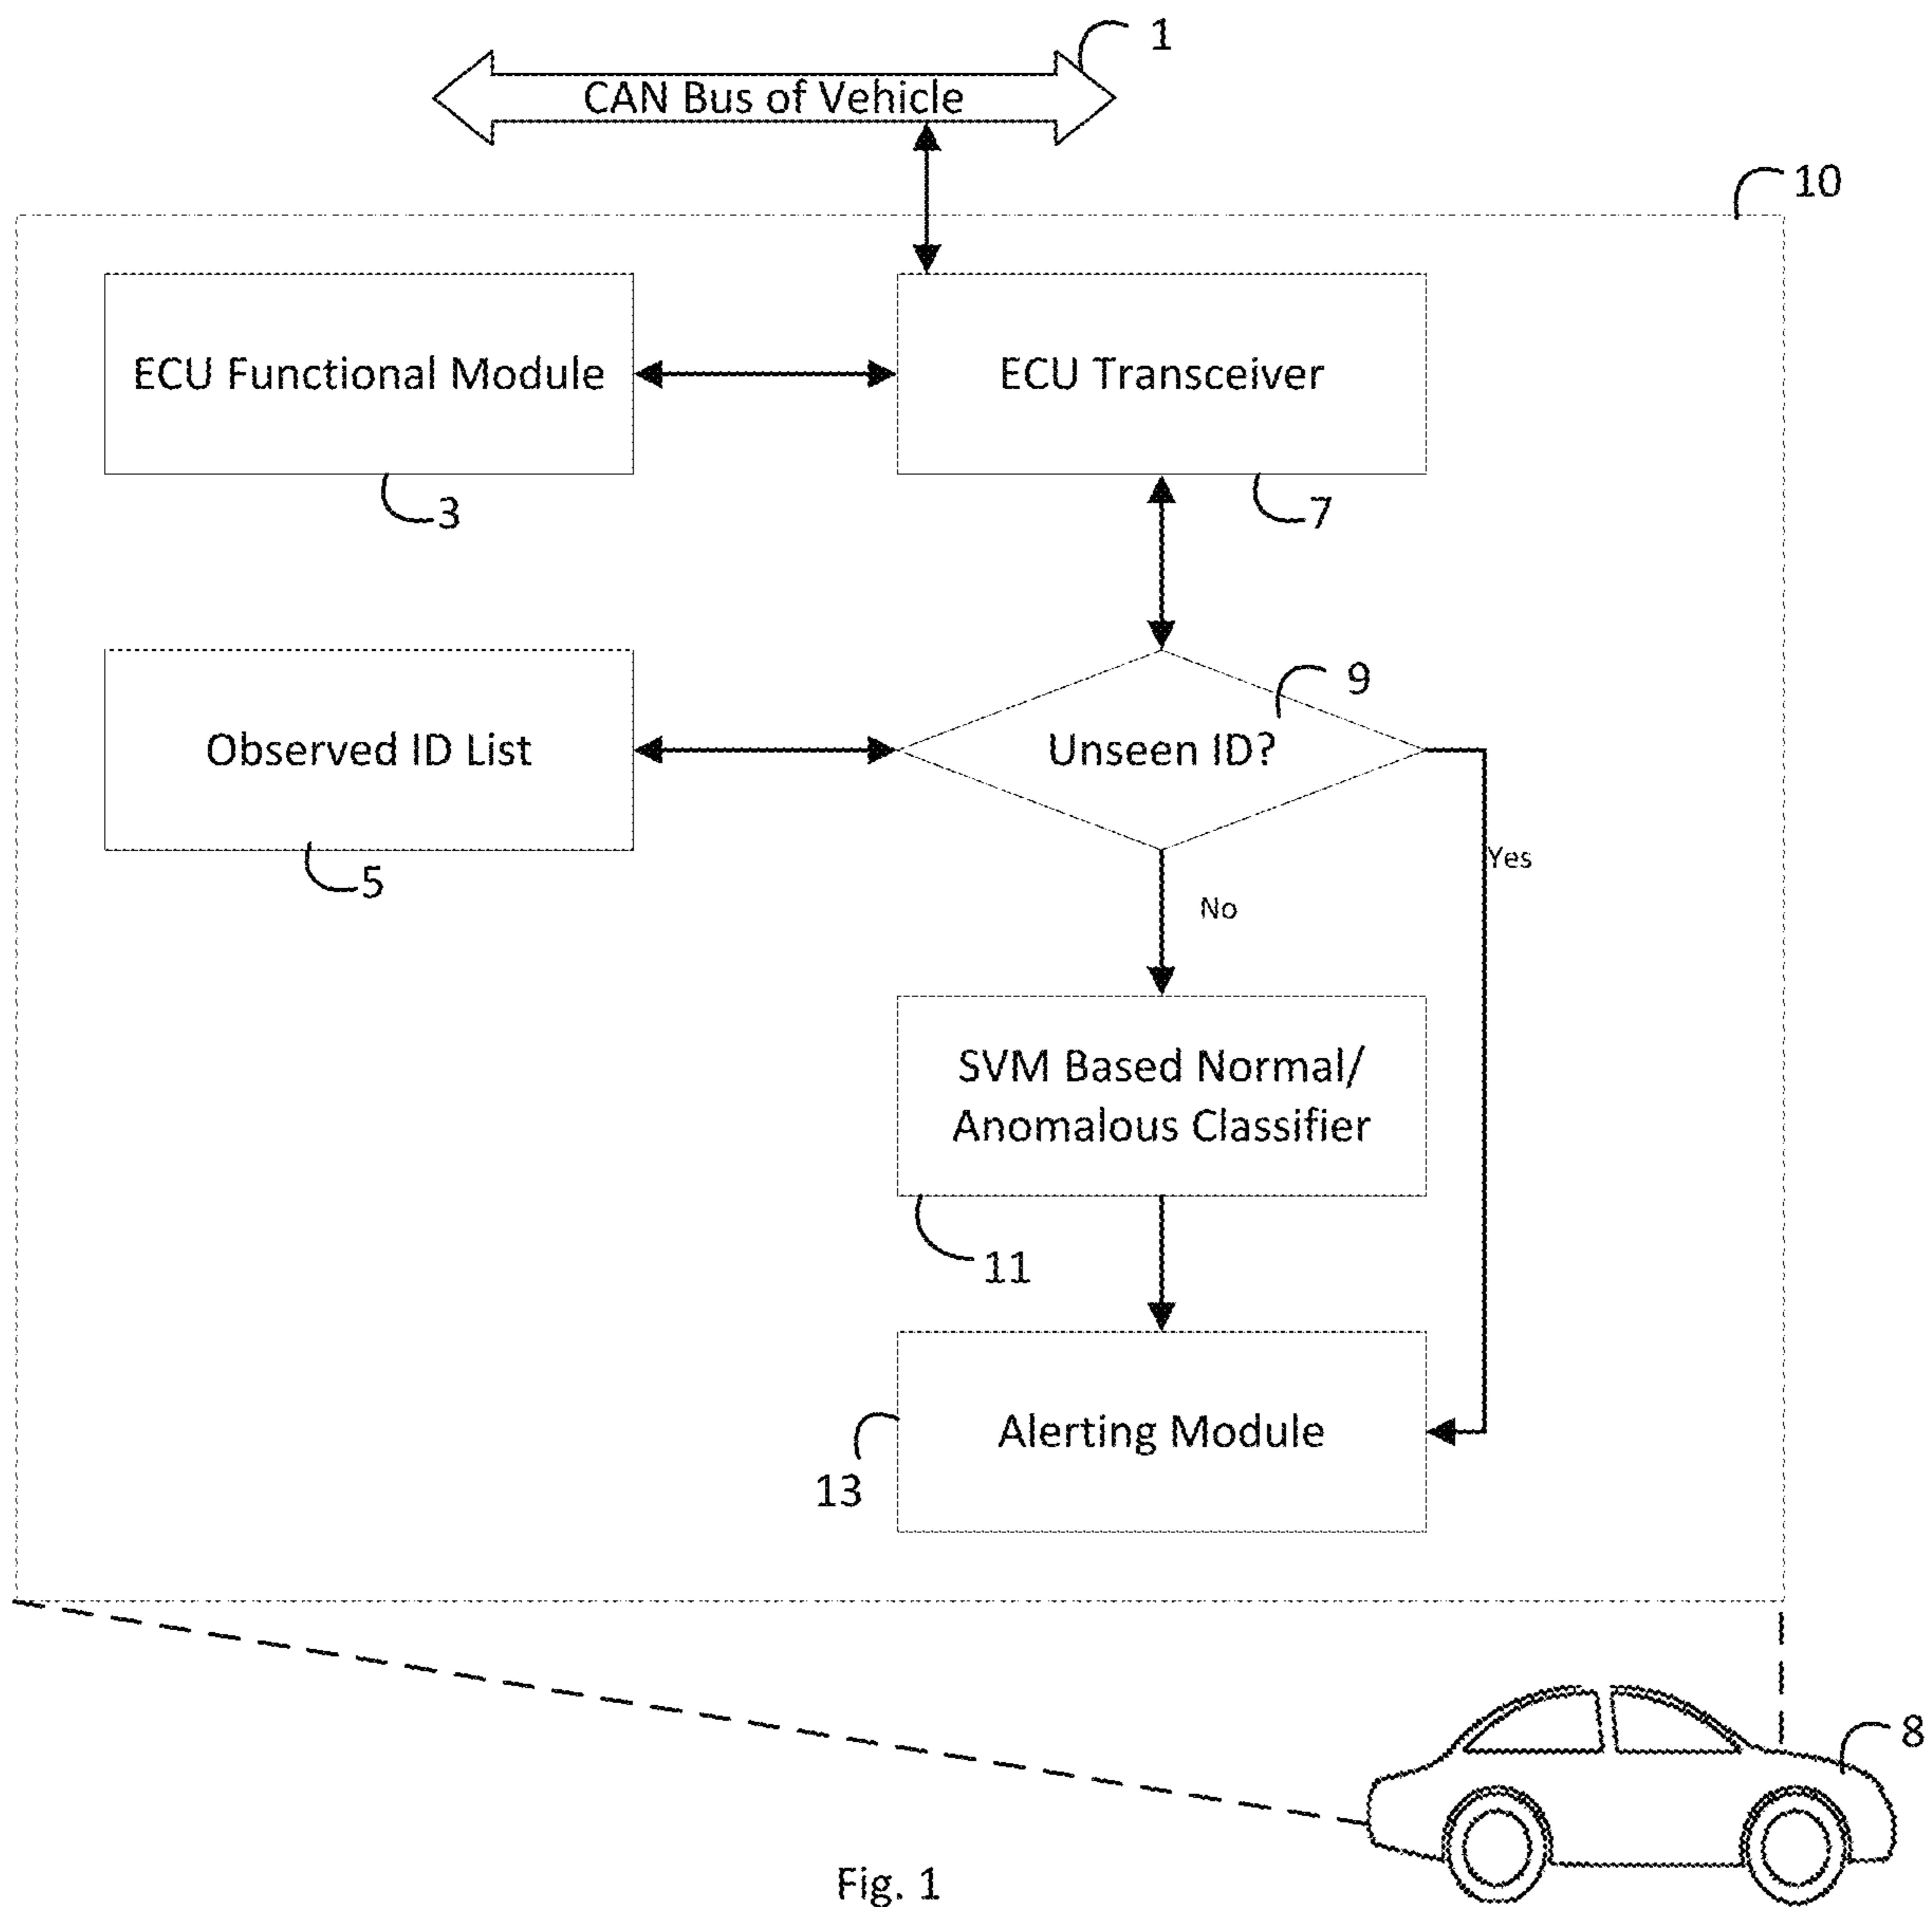 1
CAN Bus of Vehicle
10
ECU Functional Module
ECU Transceiver
3
7
9
Observed ID List
Unseen ID?
Yes
5
No
SVM Based Normal/
Anomalous Classifier
11
Alerting Module
13
8
Fig. 1